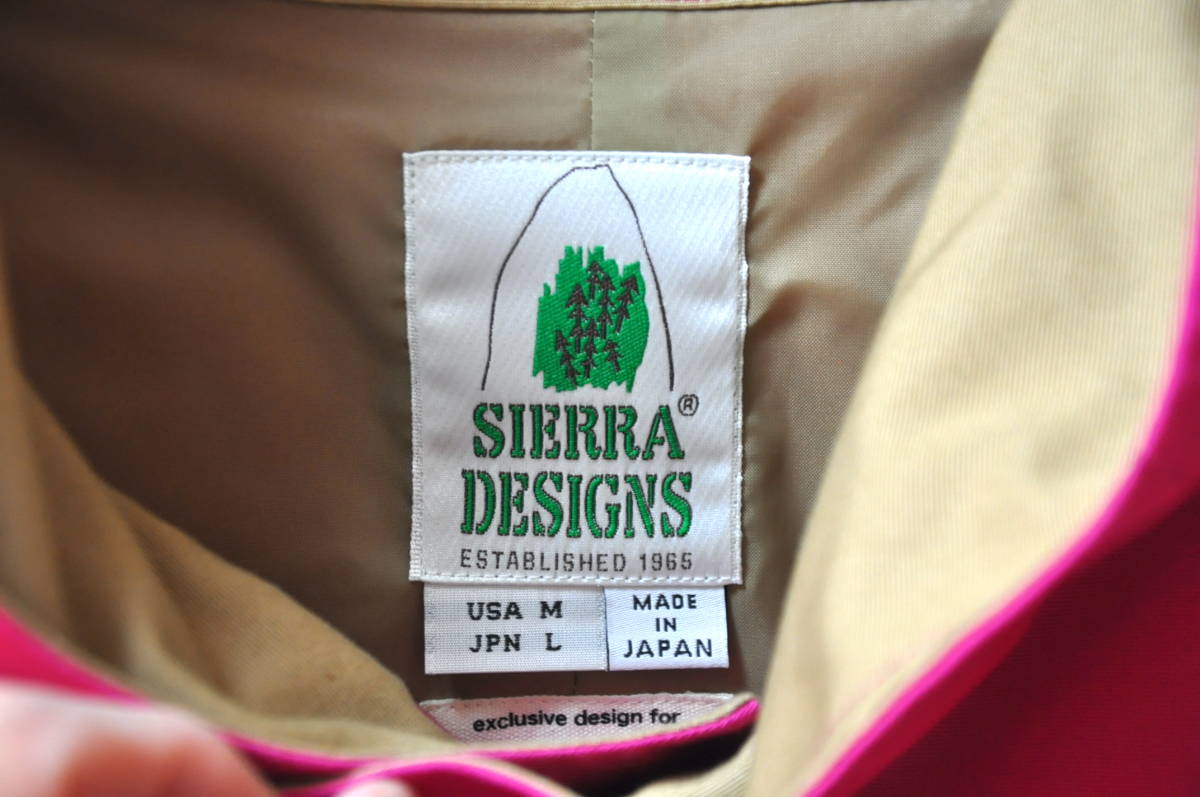 SIERRA®
DESIGNS
ESTABLISHED 1965
USA M
JPN L
MADE
IN
JAPAN
exclusive design for